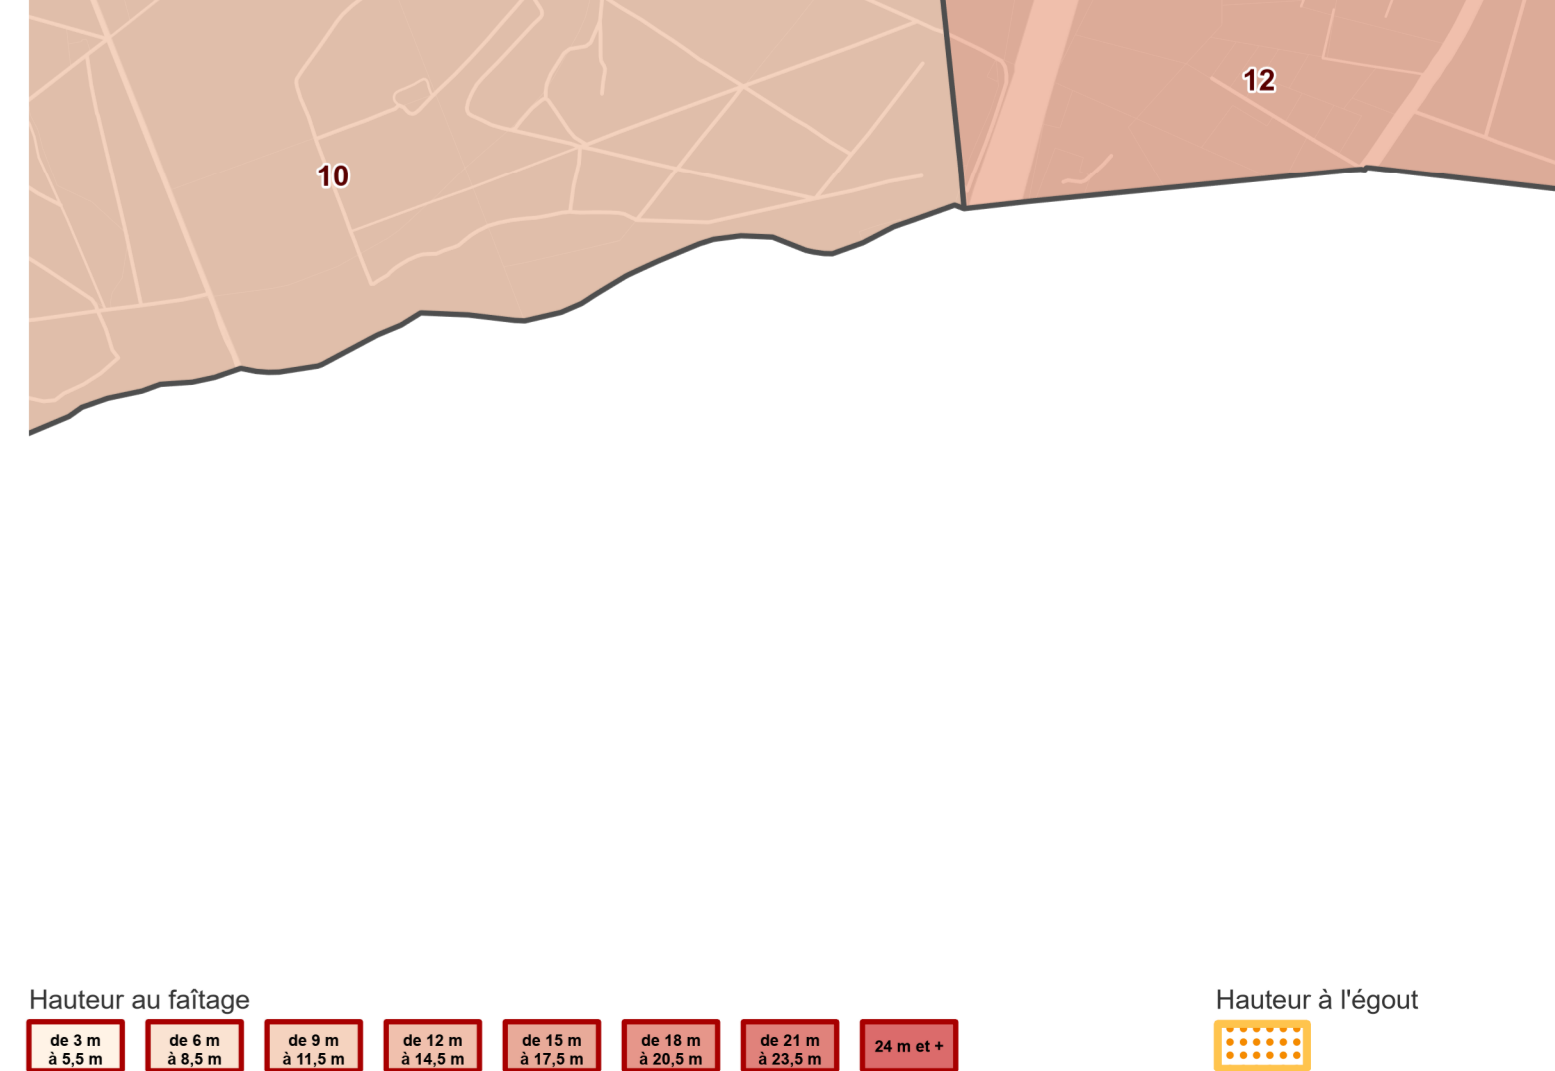 12
10
Hauteur au faîtage
Hauteur à l'égout
de 3 m
à 5,5 m
de 6 m
à 8,5 m
de 9 m
à 11,5 m
de 12 m
à 14,5 m
de 15 m
à 17,5 m
de 18 m
à 20,5 m
de 21 m
à 23,5 m
24 m et +